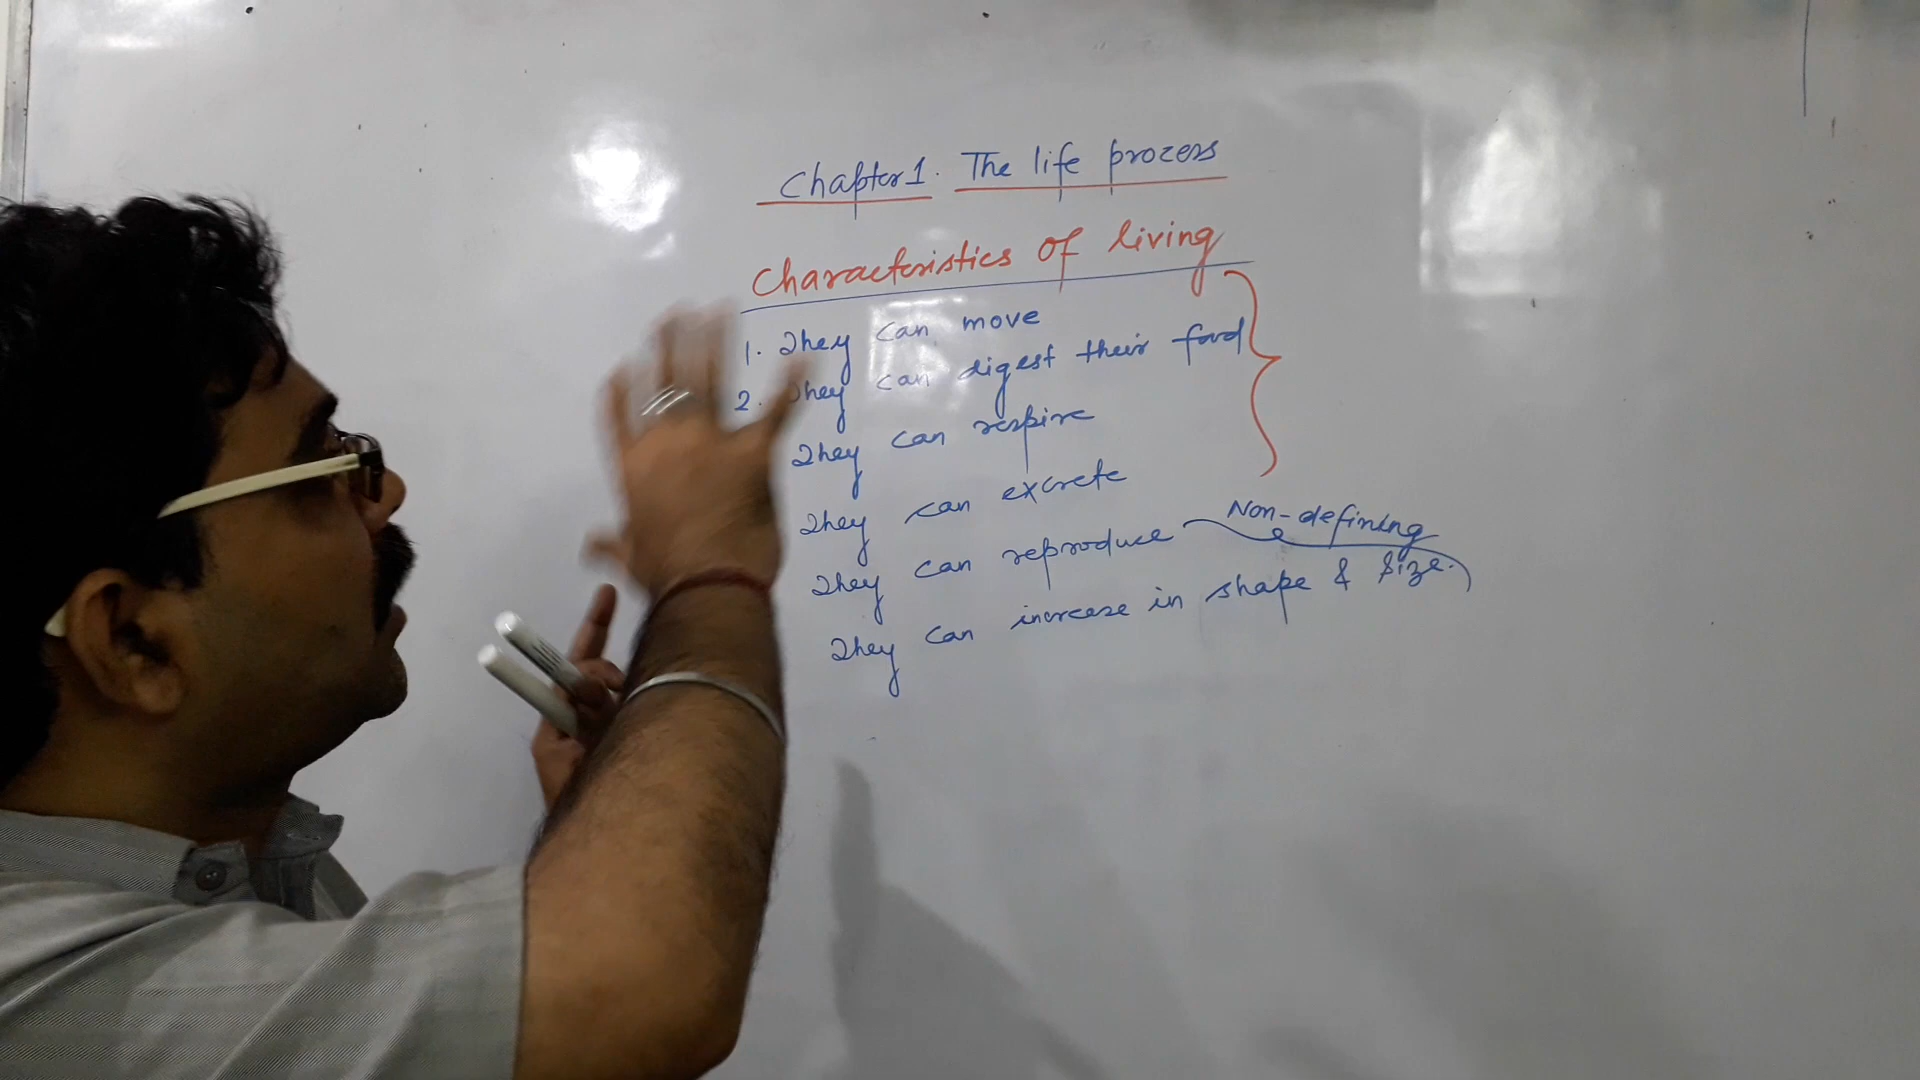 Chapter 1. The life process
Characteristics of living
1. They can move
2. They can digest their food
They can respire
They can excrete
They can reproduce
Non-defining
They can increase in shape & size.